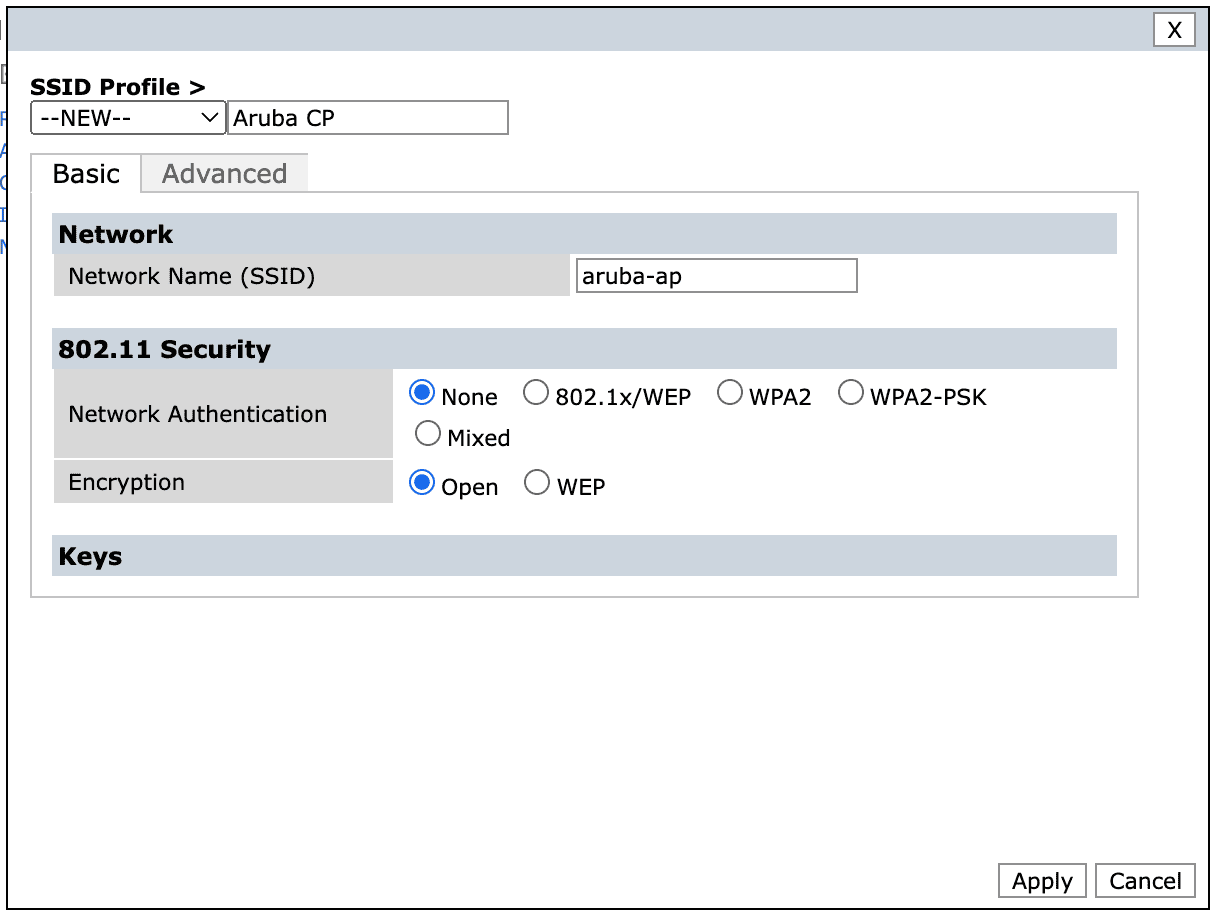 X
SSID Profile >
--NEW-- Aruba CP
Basic Advanced
Network
Network Name (SSID) aruba-ap
802.11 Security
Network Authentication None 802.1x/WEP WPA2 WPA2-PSK
Mixed
Encryption Open WEP
Keys
Apply Cancel